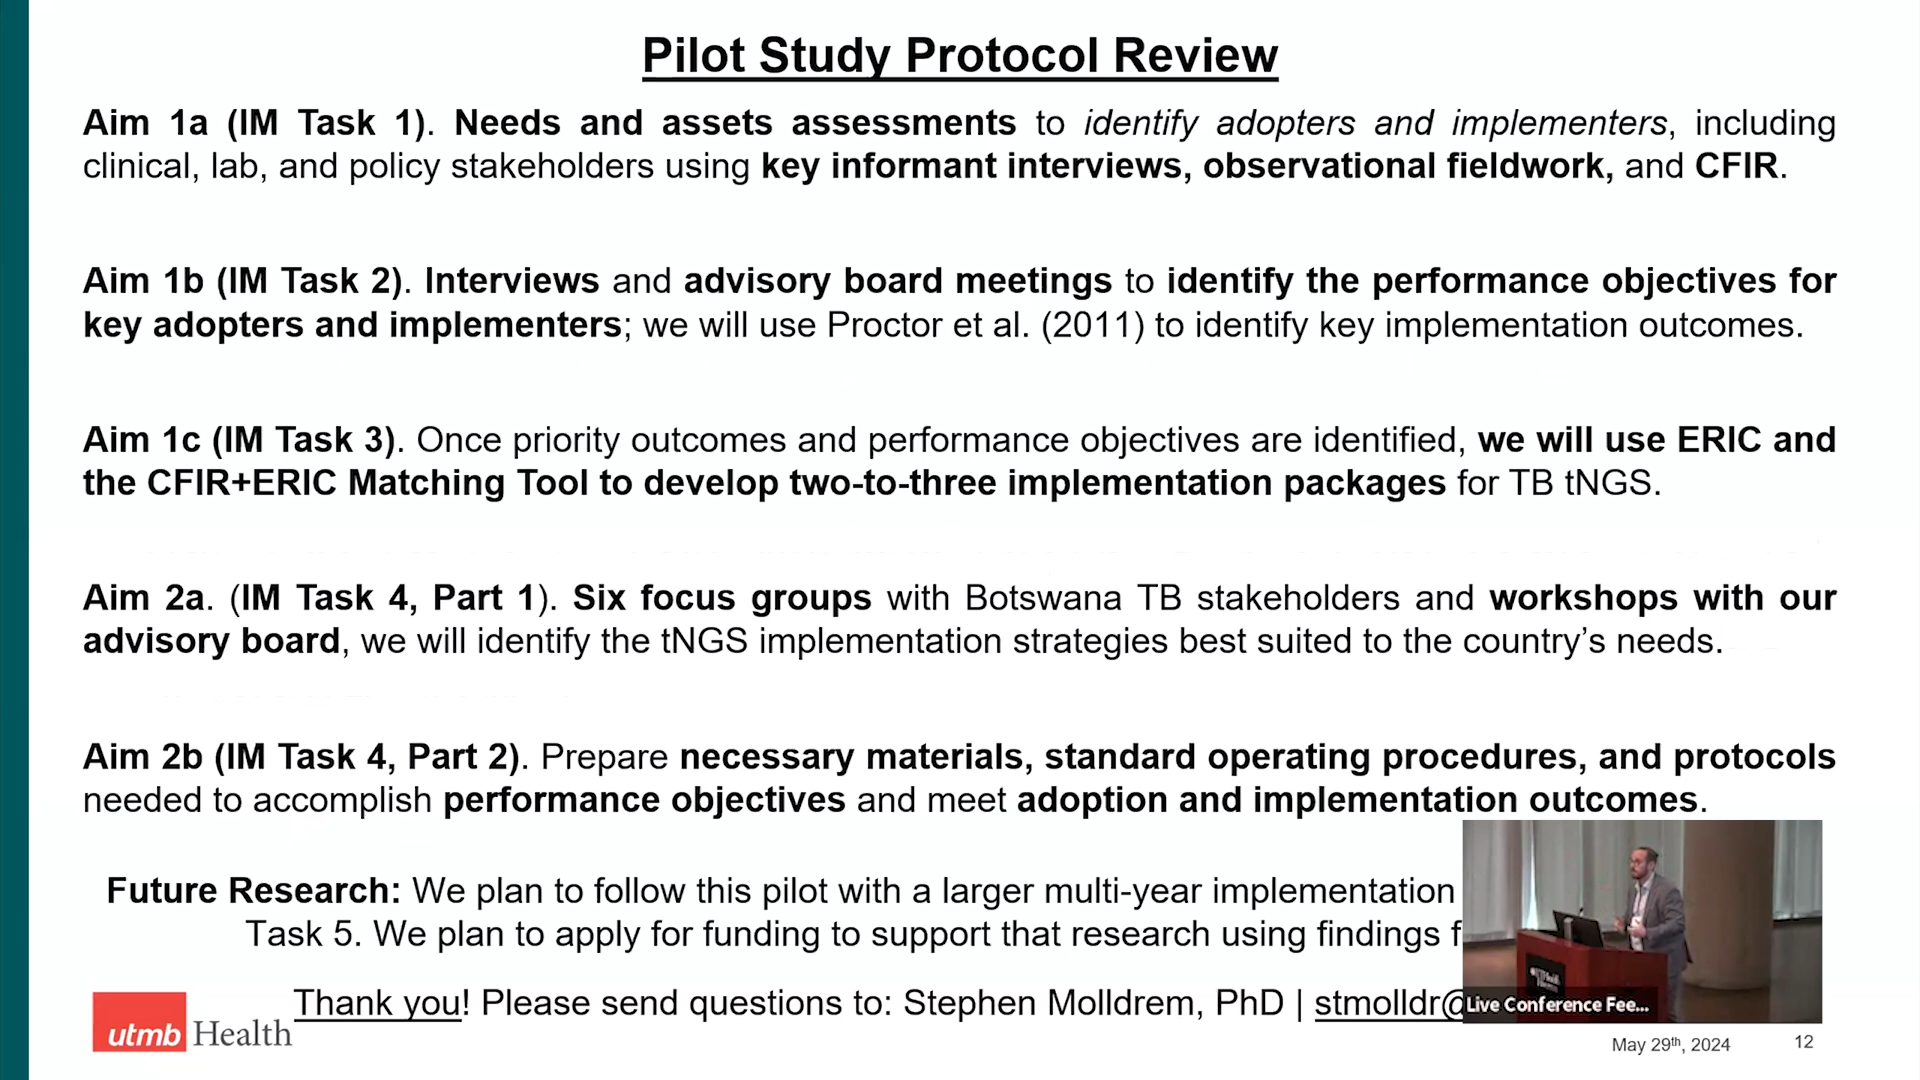 Pilot Study Protocol Review
Aim 1a (IM Task 1). Needs and assets assessments to identify adopters and implementers, including
clinical, lab, and policy stakeholders using key informant interviews, observational fieldwork, and CFIR.
Aim 1b (IM Task 2). Interviews and advisory board meetings to identify the performance objectives for
key adopters and implementers; we will use Proctor et al. (2011) to identify key implementation outcomes.
Aim 1c (IM Task 3). Once priority outcomes and performance objectives are identified, we will use ERIC and
the CFIR+ERIC Matching Tool to develop two-to-three implementation packages for TB tNGS.
Aim 2a. (IM Task 4, Part 1). Six focus groups with Botswana TB stakeholders and workshops with our
advisory board, we will identify the tNGS implementation strategies best suited to the country’s needs.
Aim 2b (IM Task 4, Part 2). Prepare necessary materials, standard operating procedures, and protocols
needed to accomplish performance objectives and meet adoption and implementation outcomes.
Future Research: We plan to follow this pilot with a larger multi-year implementation
Task 5. We plan to apply for funding to support that research using findings f
Thank you! Please send questions to: Stephen Molldrem, PhD | stmolldr@
Live Conference Fee...
utmb Health
May 29th, 2024
12